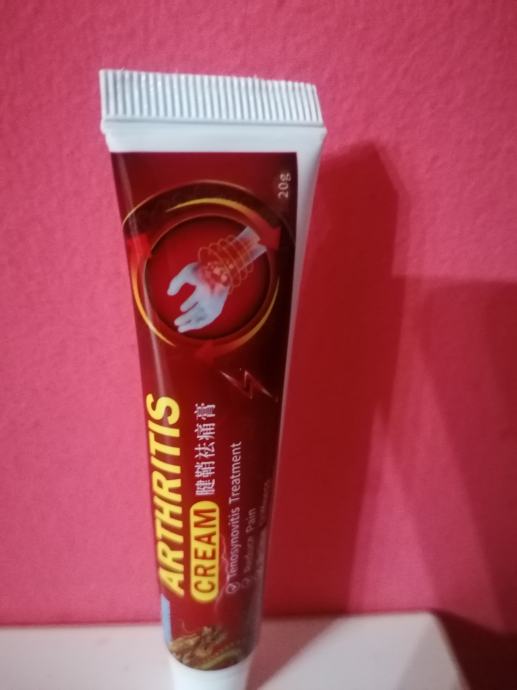 20g
ARTHRITIS
CREAM
腱鞘祛痛膏
Tenosynovitis Treatment
Reduce Pain